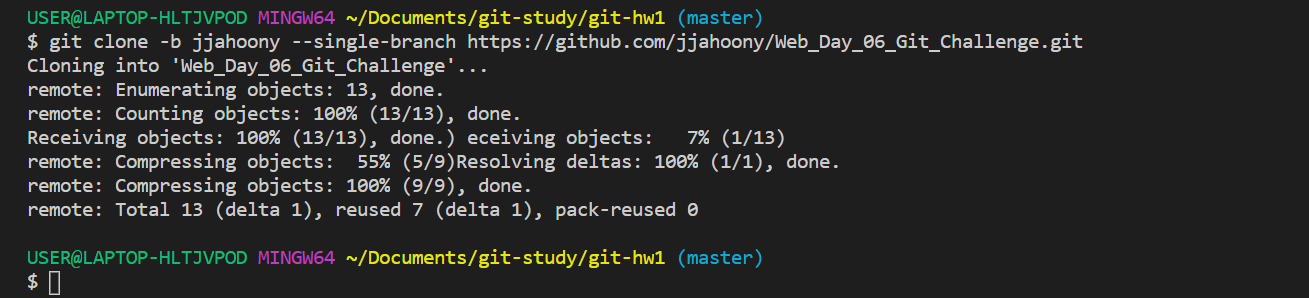 USER@LAPTOP-HLTJVPOD MINGW64 ~/Documents/git-study/git-hw1 (master)
$ git clone -b jjahoony --single-branch https://github.com/jjahoony/Web_Day_06_Git_Challenge.git
Cloning into 'Web_Day_06_Git_Challenge'...
remote: Enumerating objects: 13, done.
remote: Counting objects: 100% (13/13), done.
Receiving objects: 100% (13/13), done.) eceiving objects:   7% (1/13)
remote: Compressing objects:  55% (5/9)Resolving deltas: 100% (1/1), done.
remote: Compressing objects: 100% (9/9), done.
remote: Total 13 (delta 1), reused 7 (delta 1), pack-reused 0
USER@LAPTOP-HLTJVPOD MINGW64 ~/Documents/git-study/git-hw1 (master)
$